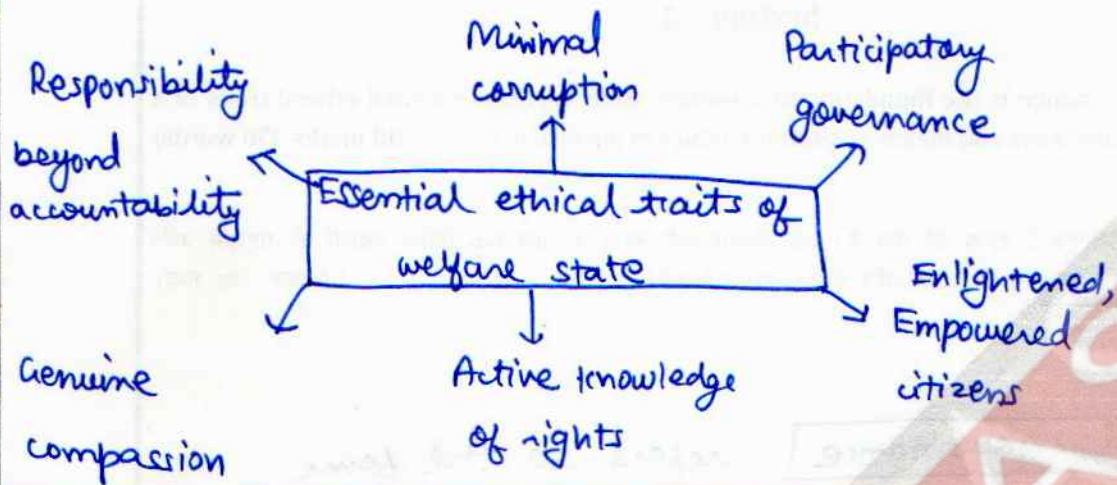 Responsibility
beyond
accountability
Minimal
corruption
Participatory
governance
Essential ethical traits of
welfare state
Genuine
compassion
Active knowledge
of rights
Enlightened,
Empowered
citizens